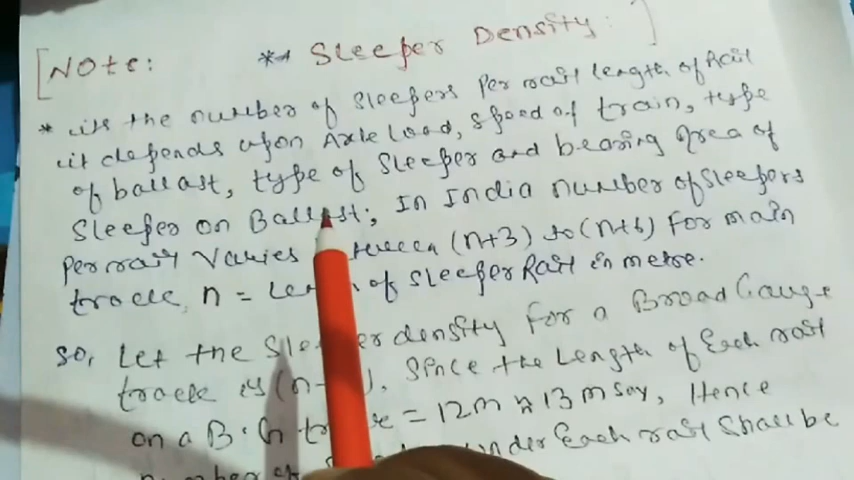 [NOTE: ** Sleeper Density: ]
* it is the number of sleepers per rail length of Rail
it depends upon Axle load, speed of train, type
of ballast, type of sleeper and bearing area of
sleeper on Ballast; In India number of sleepers
per rail varies (n+3) to (n+6) for main
track, n = of sleeper Rail in metre.
so, Let the density for a Broad Gauge
track is Since the Length of Each rail
on a B.G = 12m 13m say, Hence
Each rail shall be